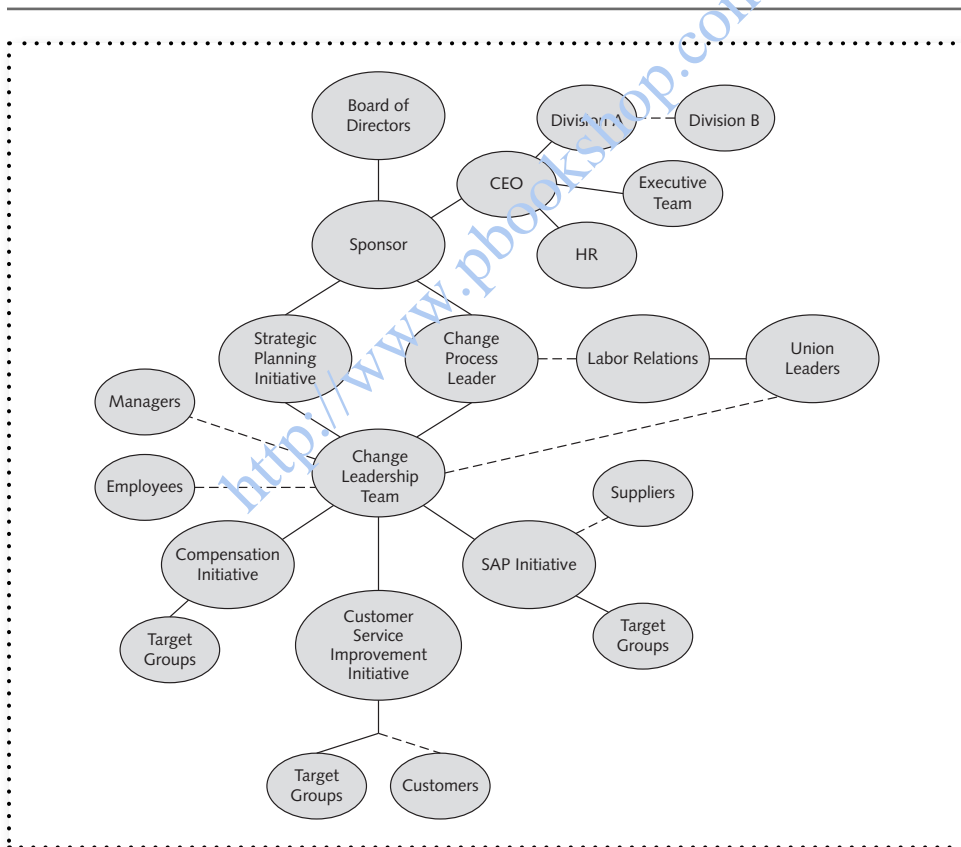 Board of
Directors
Division A
Division B
CEO
Executive
Team
Sponsor
HR
Strategic
Planning
Initiative
Change
Process
Leader
Labor Relations
Union
Leaders
Managers
Change
Leadership
Team
Employees
Suppliers
Compensation
Initiative
SAP Initiative
Customer
Service
Improvement
Initiative
Target
Groups
Target
Groups
Target
Groups
Customers
http://www.pbookshop.com